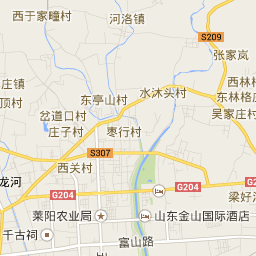 西于家疃村
河洛镇
S209
张家岚
庄镇
顶村
东亭山村
水沐头村
西林格
东林格庄
吴家庄村
岔道口村
庄子村
枣行村
S307
西关村
龙河
G204
G204
梁好泊
莱阳农业局
山东金山国际酒店
千古祠
富山路